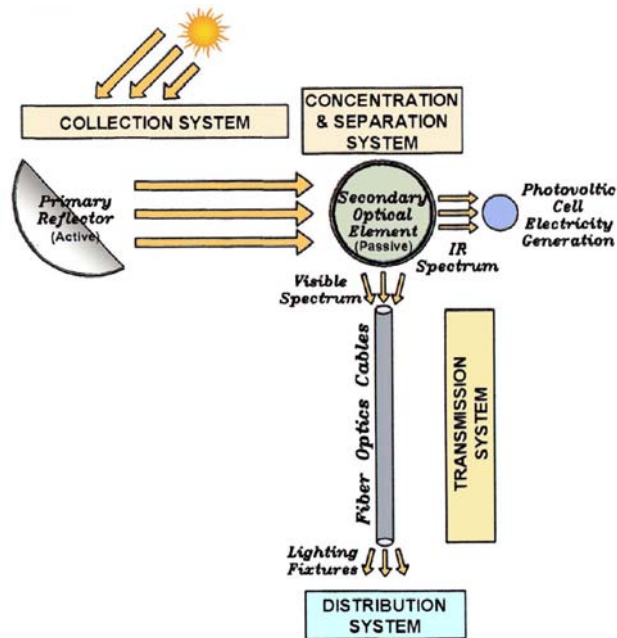 COLLECTION SYSTEM
CONCENTRATION
& SEPARATION
SYSTEM
Primary
Reflector
(Active)
Secondary
Optical
Element
(Passive)
Photovoltic
Cell
Electricity
Generation
IR
Spectrum
Visible
Spectrum
Fiber Optics Cables
TRANSMISSION
SYSTEM
Lighting
Fixtures
DISTRIBUTION
SYSTEM